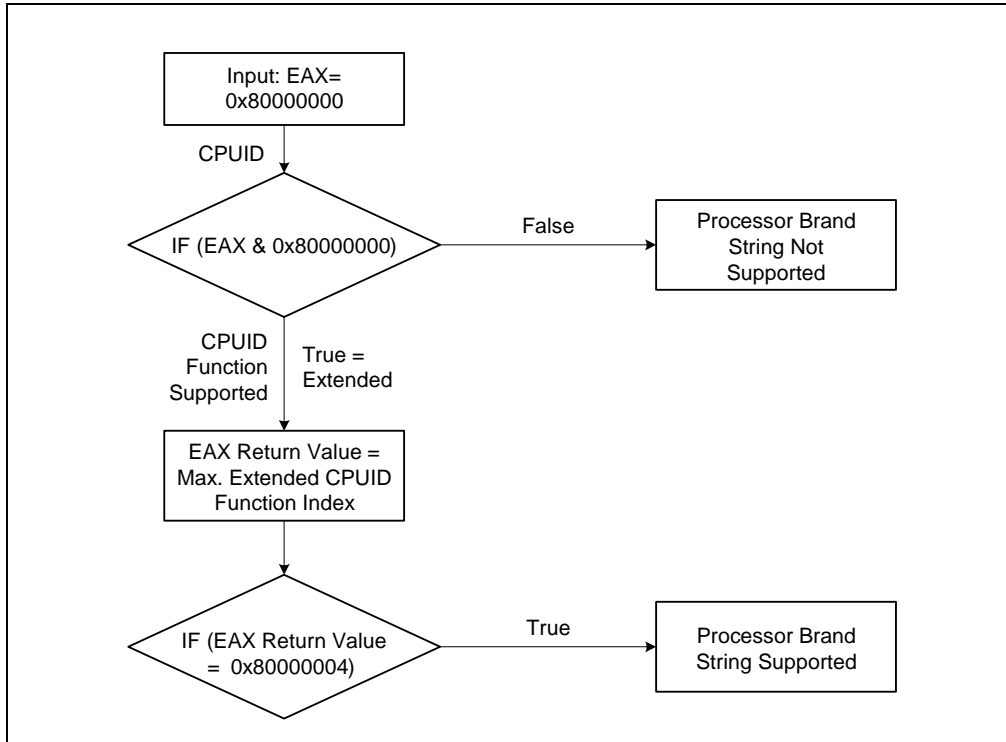 Input: EAX=
0x80000000
CPUID
IF (EAX & 0x80000000)
False
Processor Brand
String Not
Supported
CPUID
Function
Supported
True =
Extended
EAX Return Value =
Max. Extended CPUID
Function Index
IF (EAX Return Value
= 0x80000004)
True
Processor Brand
String Supported